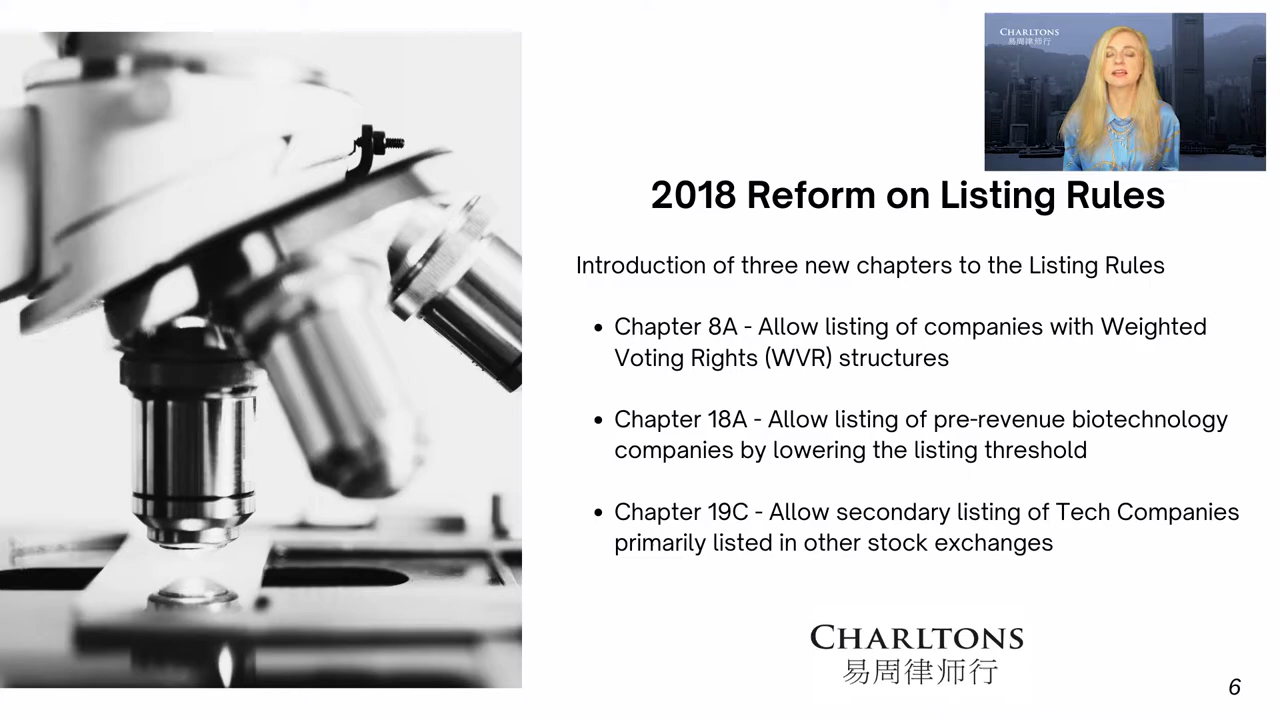 CHARLTONS
易周律师行
2018 Reform on Listing Rules
Introduction of three new chapters to the Listing Rules
• Chapter 8A - Allow listing of companies with Weighted
Voting Rights (WVR) structures
• Chapter 18A - Allow listing of pre-revenue biotechnology
companies by lowering the listing threshold
• Chapter 19C - Allow secondary listing of Tech Companies
primarily listed in other stock exchanges
CHARLTONS
易周律师行
6